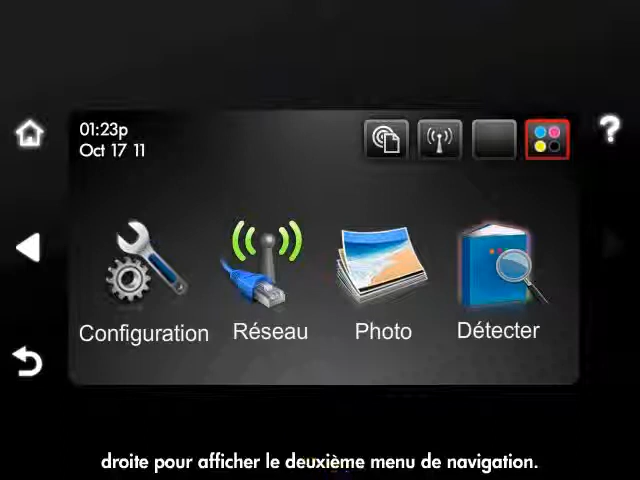 01:23p
Oct 17 11
?
Configuration
Réseau
Photo
Détecter
droite pour afficher le deuxième menu de navigation.